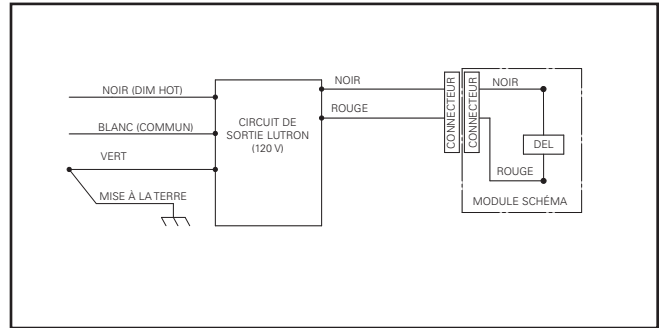 NOIR (DIM HOT)
BLANC (COMMUN)
VERT
MISE À LA TERRE
CIRCUIT DE
SORTIE LUTRON
(120 V)
NOIR
ROUGE
CONNECTEUR
CONNECTEUR
NOIR
DEL
ROUGE
MODULE SCHÉMA